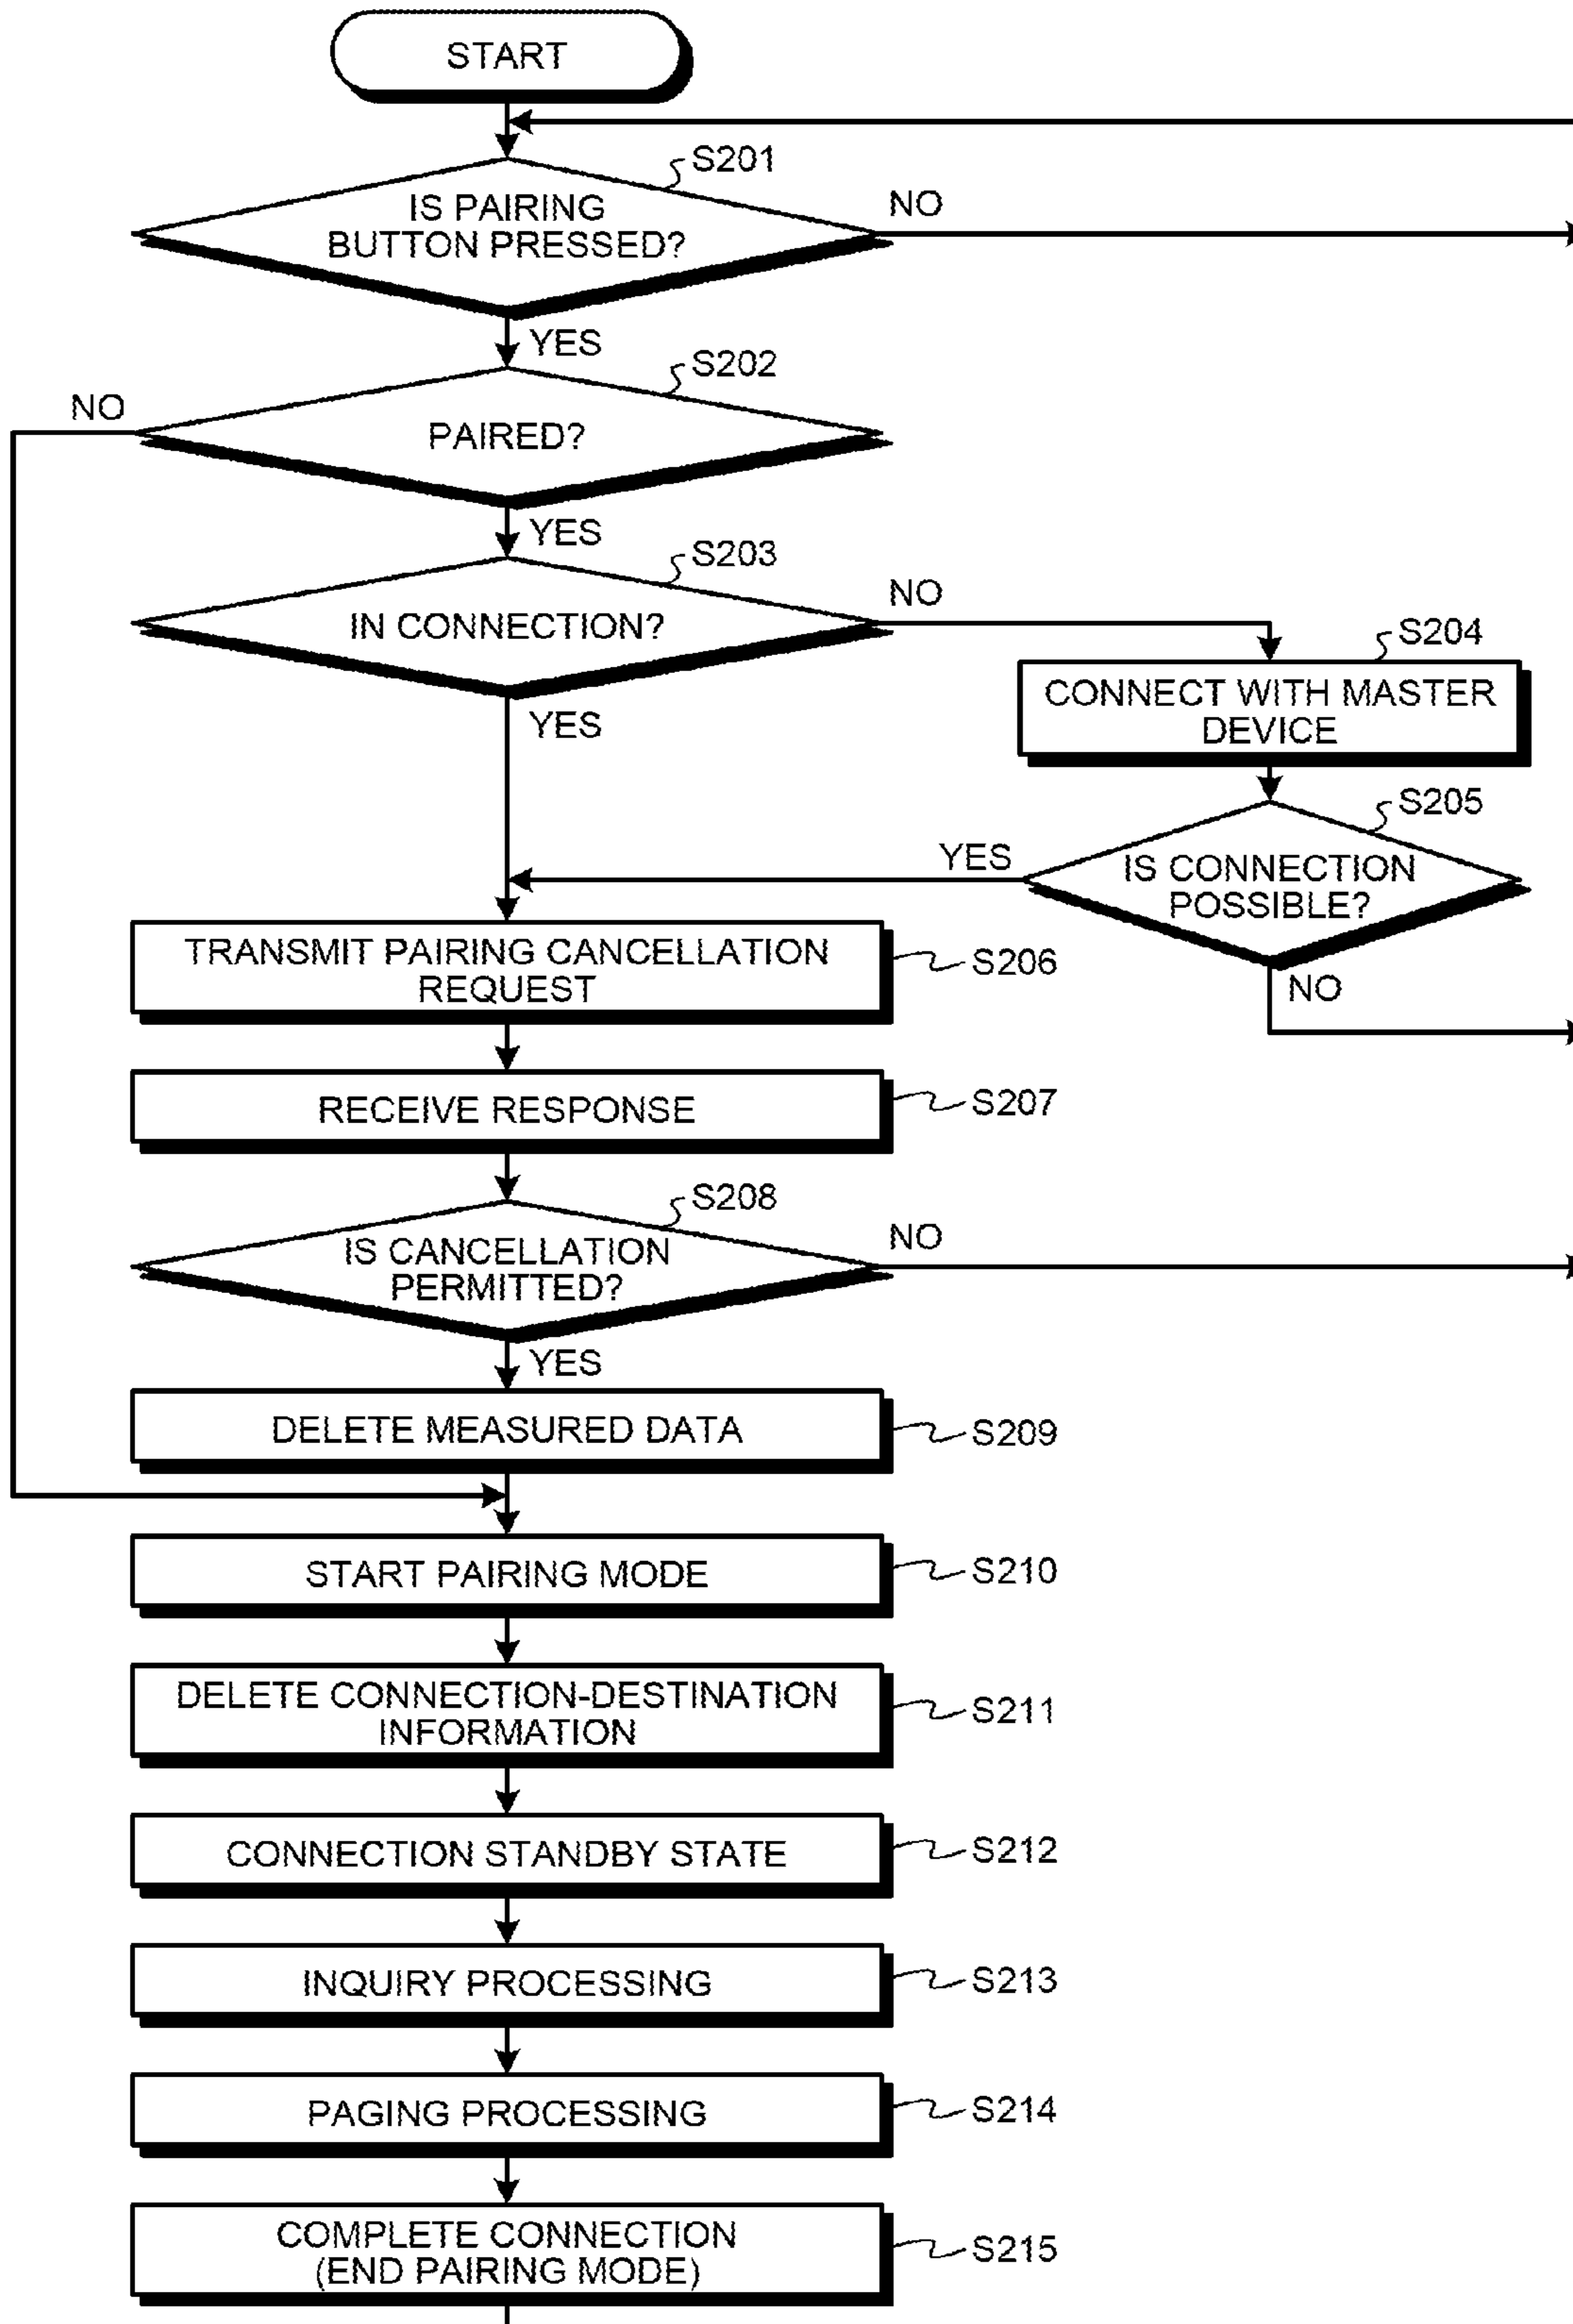 START
S201
IS PAIRING
BUTTON PRESSED?
NO
YES
S202
NO
PAIRED?
YES
S203
IN CONNECTION?
NO
YES
S204
CONNECT WITH MASTER
DEVICE
S205
IS CONNECTION
POSSIBLE?
YES
NO
TRANSMIT PAIRING CANCELLATION
REQUEST
S206
RECEIVE RESPONSE
S207
S208
IS CANCELLATION
PERMITTED?
NO
YES
DELETE MEASURED DATA
S209
START PAIRING MODE
S210
DELETE CONNECTION-DESTINATION
INFORMATION
S211
CONNECTION STANDBY STATE
S212
INQUIRY PROCESSING
S213
PAGING PROCESSING
S214
COMPLETE CONNECTION
(END PAIRING MODE)
S215